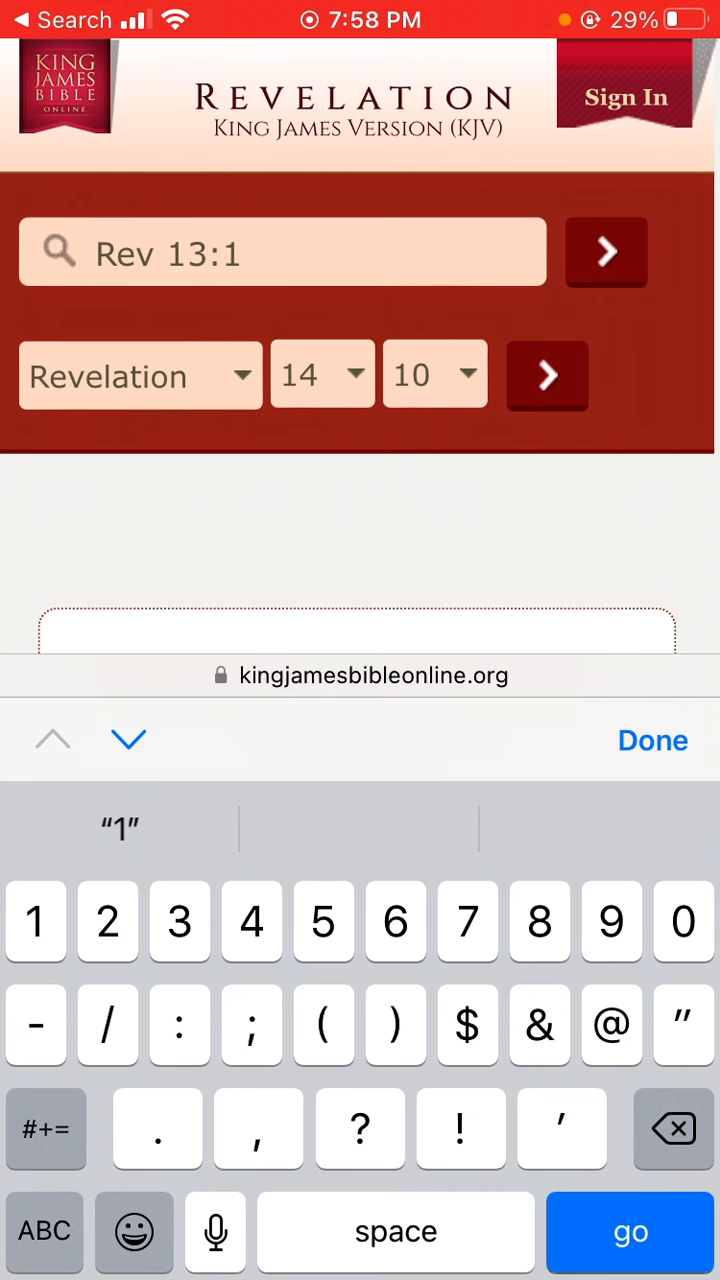 Search 7:58 PM 29%
KING
JAMES
BIBLE
ONLINE
REVELATION
KING JAMES VERSION (KJV)
Sign In
Rev 13:1
Revelation 14 10
kingjamesbibleonline.org
Done
“1”
1 2 3 4 5 6 7 8 9 0
- / : ; ( ) $ & @ "
#+= . , ? ! '
ABC space go